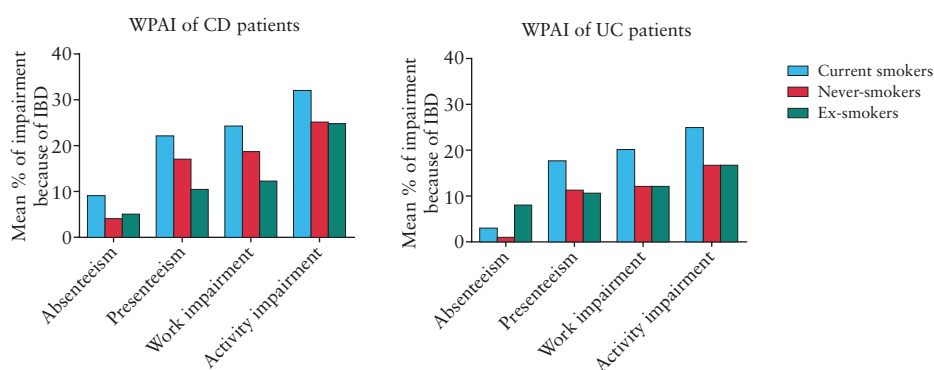 WPAI of CD patients
Mean % of impairment
because of IBD
40
30
20
10
0
Absenteeism
Presenteeism
Work impairment
Activity impairment
WPAI of UC patients
Mean % of impairment
because of IBD
40
30
20
10
0
Absenteeism
Presenteeism
Work impairment
Activity impairment
Current smokers
Never-smokers
Ex-smokers